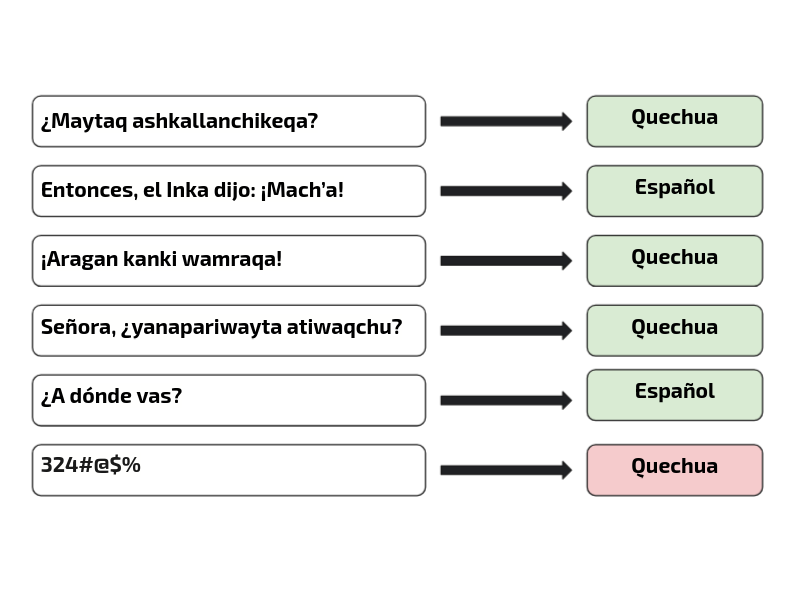 ¿Maytaq ashkallanchikeqa? Quechua
Entonces, el Inka dijo: ¡Mach’a! Español
¡Aragan kanki wamraqa! Quechua
Señora, ¿yanapariwayta atiwaqchu? Quechua
¿A dónde vas? Español
324#@$% Quechua